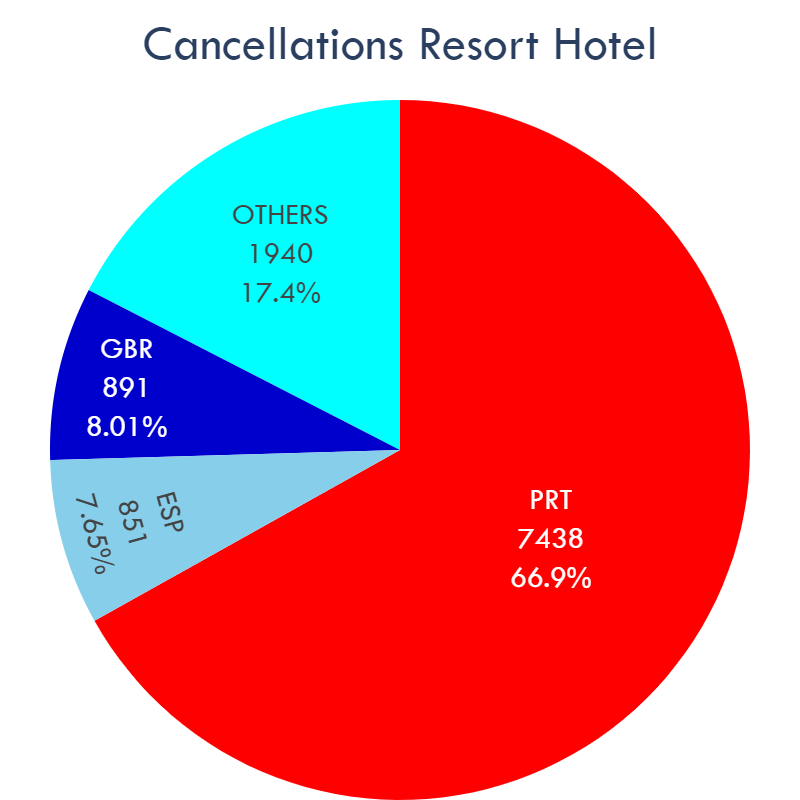 Cancellations Resort Hotel
OTHERS
1940
17.4%
GBR
891
8.01%
ESP
851
7.65%
PRT
7438
66.9%